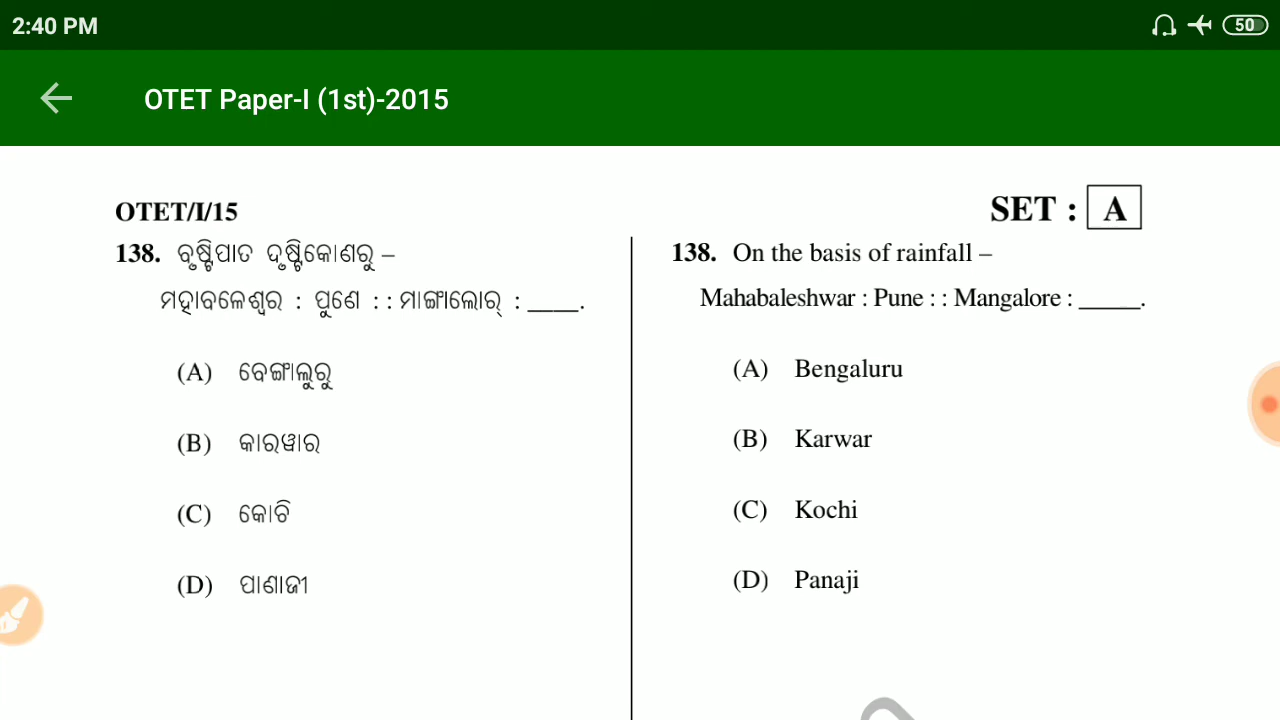 2:40 PM
50
OTET Paper-I (1st)-2015
OTET/I/15
SET : A
138. ବୃଷ୍ଟିପାତ ଦୃଷ୍ଟିକୋଣରୁ –
ମହାବଳେଶ୍ୱର : ପୁଣେ : : ମାଙ୍ଗାଲୋର୍ : ____.
(A) ବେଙ୍ଗାଲୁରୁ
(B) କାରୱାର
(C) କୋଚି
(D) ପାଣାଜୀ
138. On the basis of rainfall –
Mahabaleshwar : Pune : : Mangalore : _____.
(A) Bengaluru
(B) Karwar
(C) Kochi
(D) Panaji